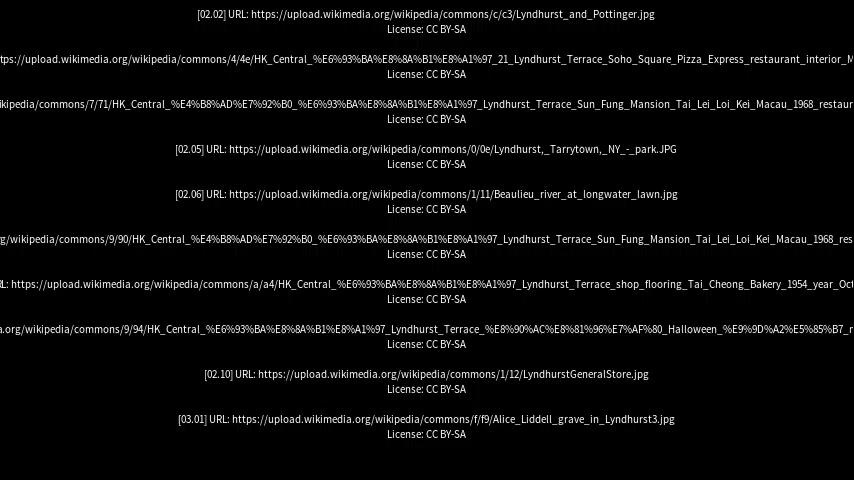 [02.02] URL: https://upload.wikimedia.org/wikipedia/commons/c/c3/Lyndhurst_and_Pottinger.jpg
License: CC BY-SA
tps://upload.wikimedia.org/wikipedia/commons/4/4e/HK_Central_%E6%93%BA%E8%8A%B1%E8%A1%97_21_Lyndhurst_Terrace_Soho_Square_Pizza_Express_restaurant_interior_M
License: CC BY-SA
ikipedia/commons/7/71/HK_Central_%E4%B8%AD%E7%92%B0_%E6%93%BA%E8%8A%B1%E8%A1%97_Lyndhurst_Terrace_Sun_Fung_Mansion_Tai_Lei_Loi_Kei_Macau_1968_restaur
License: CC BY-SA
[02.05] URL: https://upload.wikimedia.org/wikipedia/commons/0/0e/Lyndhurst,_Tarrytown,_NY_-_park.JPG
License: CC BY-SA
[02.06] URL: https://upload.wikimedia.org/wikipedia/commons/1/11/Beaulieu_river_at_longwater_lawn.jpg
License: CC BY-SA
rg/wikipedia/commons/9/90/HK_Central_%E4%B8%AD%E7%92%B0_%E6%93%BA%E8%8A%B1%E8%A1%97_Lyndhurst_Terrace_Sun_Fung_Mansion_Tai_Lei_Loi_Kei_Macau_1968_res
License: CC BY-SA
L: https://upload.wikimedia.org/wikipedia/commons/a/a4/HK_Central_%E6%93%BA%E8%8A%B1%E8%A1%97_Lyndhurst_Terrace_shop_flooring_Tai_Cheong_Bakery_1954_year_Oct
License: CC BY-SA
a.org/wikipedia/commons/9/94/HK_Central_%E6%93%BA%E8%8A%B1%E8%A1%97_Lyndhurst_Terrace_%E8%90%AC%E8%81%96%E7%AF%80_Halloween_%E9%9D%A2%E5%85%B7_m
License: CC BY-SA
[02.10] URL: https://upload.wikimedia.org/wikipedia/commons/1/12/LyndhurstGeneralStore.jpg
License: CC BY-SA
[03.01] URL: https://upload.wikimedia.org/wikipedia/commons/f/f9/Alice_Liddell_grave_in_Lyndhurst3.jpg
License: CC BY-SA